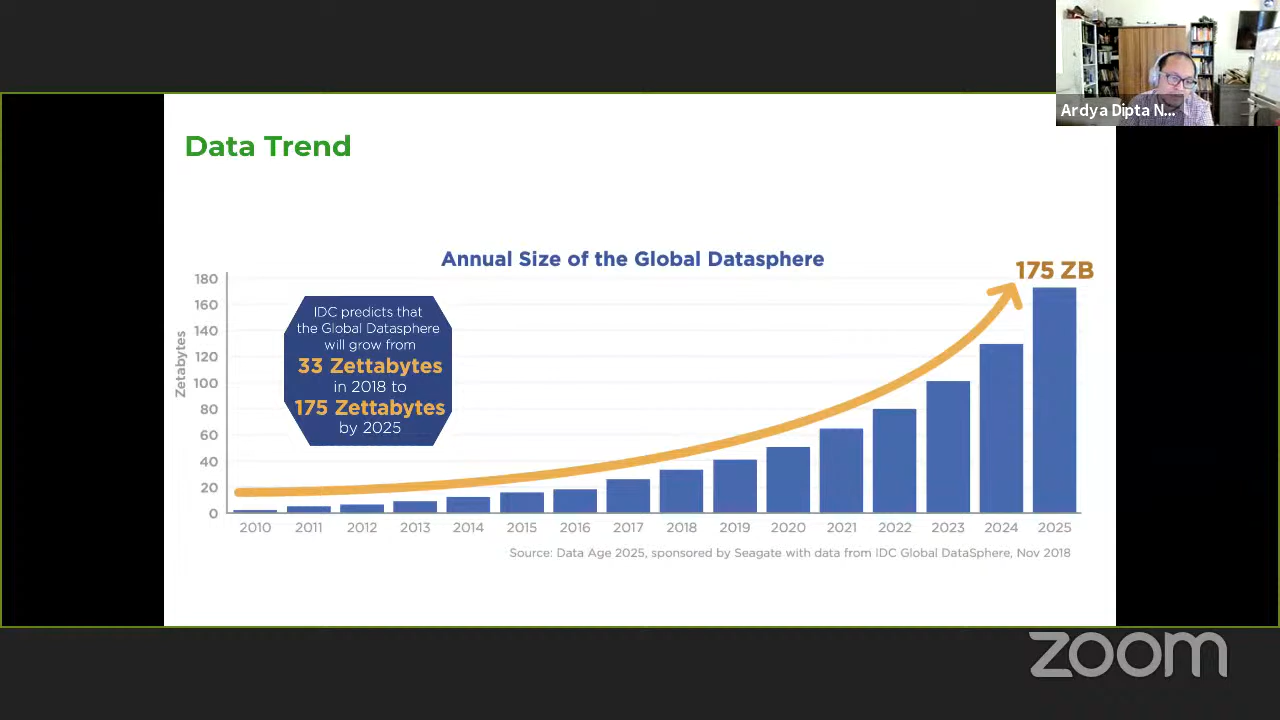 Ardya Dipta N...
Data Trend
Annual Size of the Global Datasphere
175 ZB
180
160
140
120
100
80
60
40
20
0
Zetabytes
IDC predicts that
the Global Datasphere
will grow from
33 Zettabytes
in 2018 to
175 Zettabytes
by 2025
2010 2011 2012 2013 2014 2015 2016 2017 2018 2019 2020 2021 2022 2023 2024 2025
Source: Data Age 2025, sponsored by Seagate with data from IDC Global DataSphere, Nov 2018
zoom